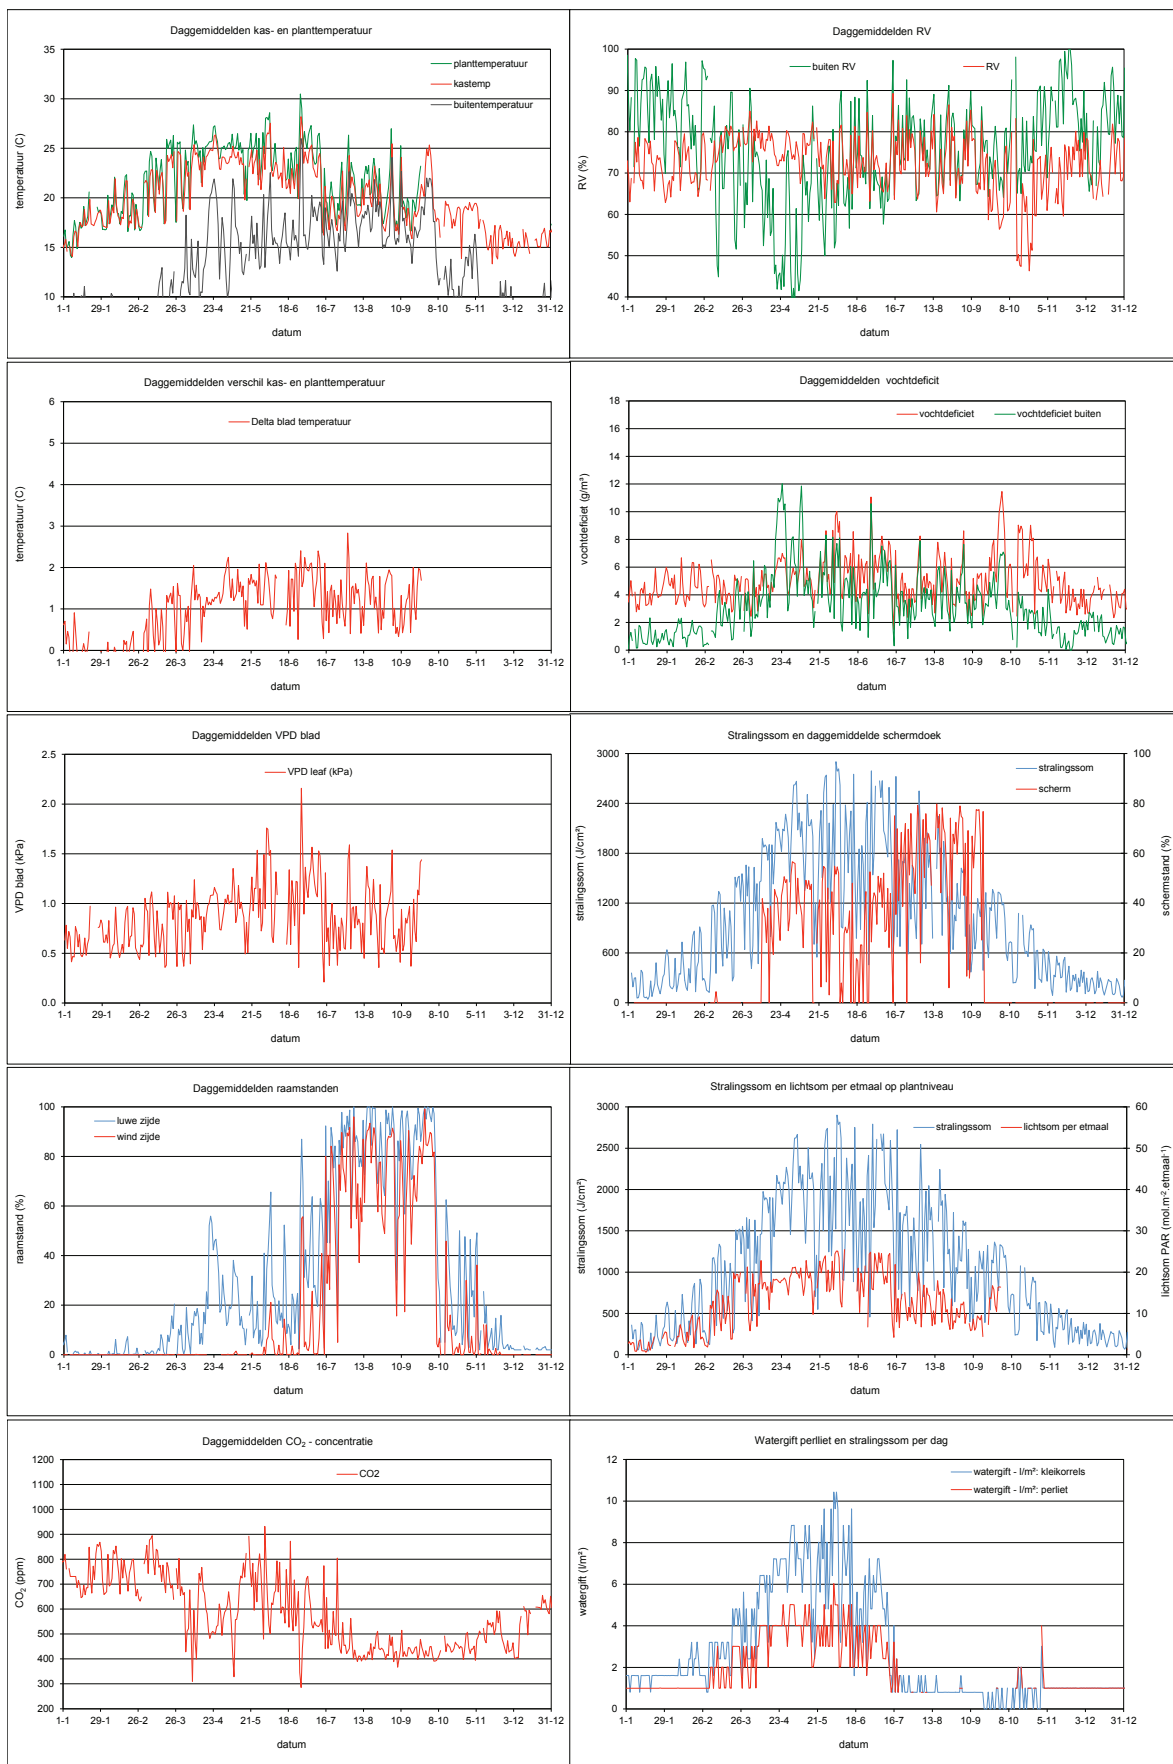 Daggemiddelden kas- en planttemperatuur
planttemperatuur
kastemp
buitentemperatuur
temperatuur (C)
35
30
25
20
15
10
1-1 29-1 26-2 26-3 23-4 21-5 18-6 16-7 13-8 10-9 8-10 5-11 3-12 31-12
datum
Daggemiddelden RV
buiten RV
RV
RV (%)
100
90
80
70
60
50
40
1-1 29-1 26-2 26-3 23-4 21-5 18-6 16-7 13-8 10-9 8-10 5-11 3-12 31-12
datum
Daggemiddelden verschil kas- en planttemperatuur
Delta blad temperatuur
temperatuur (C)
6
5
4
3
2
1
0
1-1 29-1 26-2 26-3 23-4 21-5 18-6 16-7 13-8 10-9 8-10 5-11 3-12 31-12
datum
Daggemiddelden vochtdeficit
vochtdeficiet
vochtdeficiet buiten
vochtdeficiet (g/m³)
18
16
14
12
10
8
6
4
2
0
1-1 29-1 26-2 26-3 23-4 21-5 18-6 16-7 13-8 10-9 8-10 5-11 3-12 31-12
datum
Daggemiddelden VPD blad
VPD leaf (kPa)
VPD blad (kPa)
2.5
2.0
1.5
1.0
0.5
0.0
1-1 29-1 26-2 26-3 23-4 21-5 18-6 16-7 13-8 10-9 8-10 5-11 3-12 31-12
datum
Stralingssom en daggemiddelde schermdoek
stralingssom
scherm
stralingssom (J/cm²)
3000
2400
1800
1200
600
0
schermstand (%)
100
80
60
40
20
0
1-1 29-1 26-2 26-3 23-4 21-5 18-6 16-7 13-8 10-9 8-10 5-11 3-12 31-12
datum
Daggemiddelden raamstanden
luwe zijde
wind zijde
raamstand (%)
100
80
60
40
20
0
1-1 29-1 26-2 26-3 23-4 21-5 18-6 16-7 13-8 10-9 8-10 5-11 3-12 31-12
datum
Stralingssom en lichtsom per etmaal op plantniveau
stralingssom
lichtsom per etmaal
stralingssom (J/cm²)
3000
2500
2000
1500
1000
500
0
lichtsom PAR (mol.m⁻².etmaal⁻¹)
60
50
40
30
20
10
0
1-1 29-1 26-2 26-3 23-4 21-5 18-6 16-7 13-8 10-9 8-10 5-11 3-12 31-12
datum
Daggemiddelden CO₂ - concentratie
CO2
CO₂ (ppm)
1200
1100
1000
900
800
700
600
500
400
300
200
1-1 29-1 26-2 26-3 23-4 21-5 18-6 16-7 13-8 10-9 8-10 5-11 3-12 31-12
datum
Watergift perlliet en stralingssom per dag
watergift - l/m²: kleikorrels
watergift - l/m²: perliet
watergift (l/m²)
12
10
8
6
4
2
0
1-1 29-1 26-2 26-3 23-4 21-5 18-6 16-7 13-8 10-9 8-10 5-11 3-12 31-12
datum